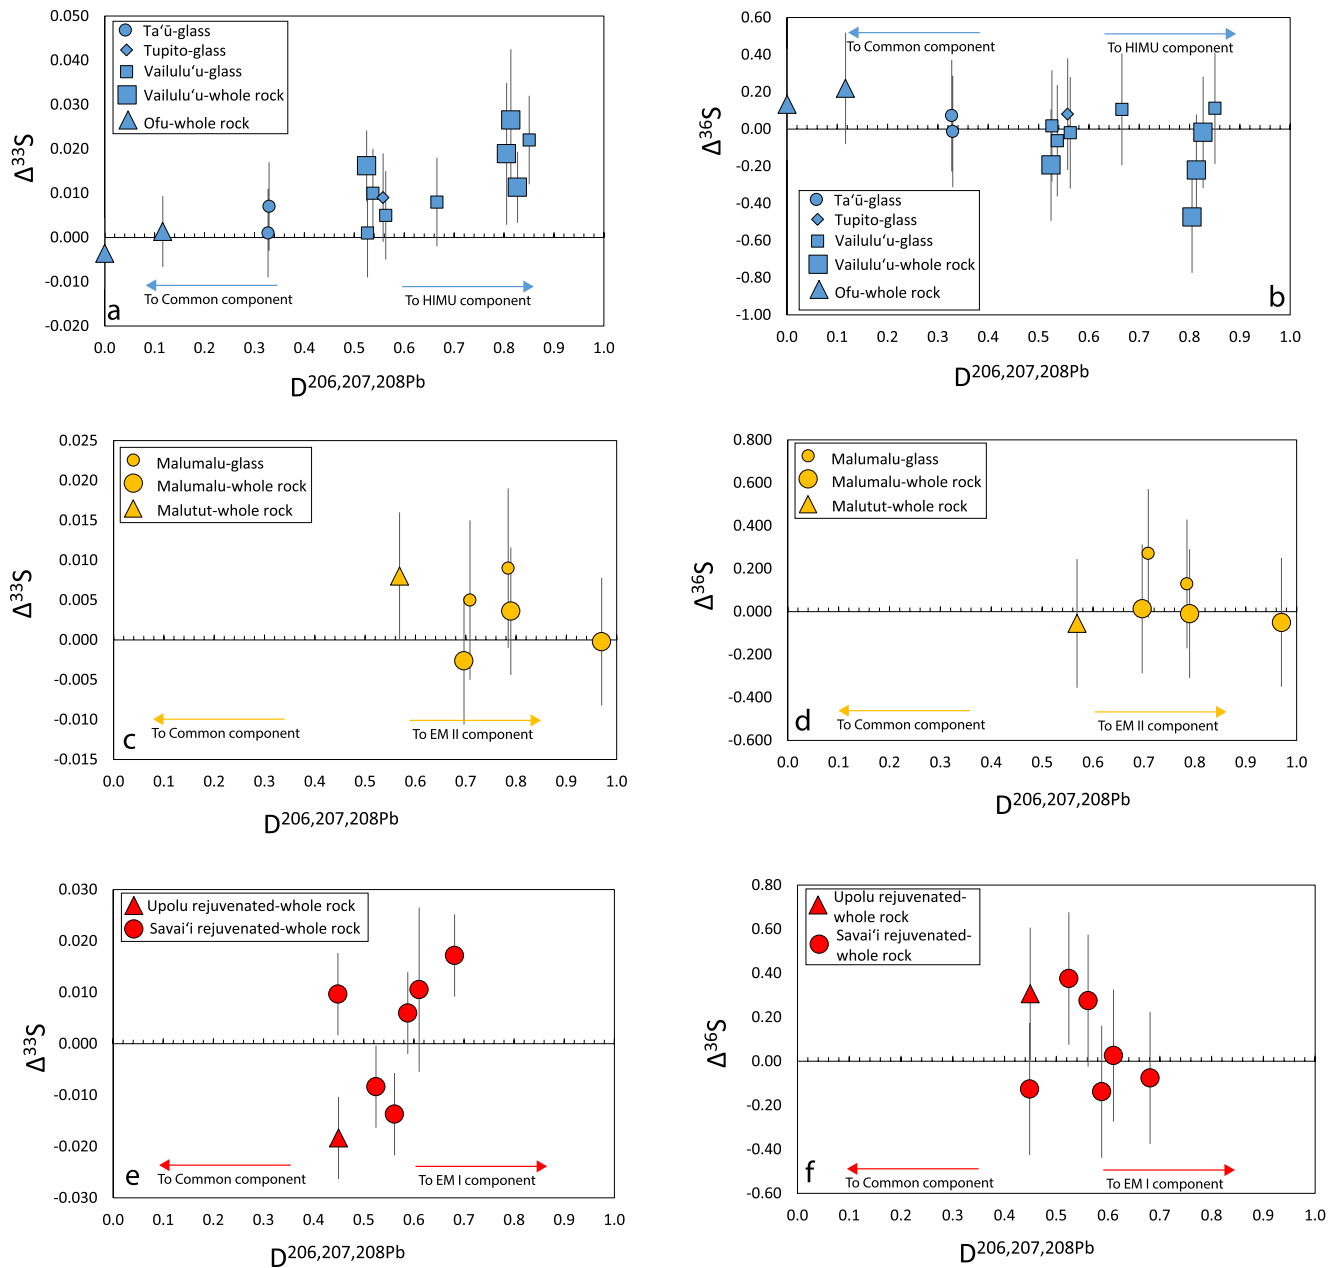 0.050
0.040
0.030
0.020
0.010
0.000
-0.010
-0.020
Δ³³S
Taʻū-glass
Tupito-glass
Vailuluʻu-glass
Vailuluʻu-whole rock
Ofu-whole rock
To Common component
To HIMU component
a
0.0 0.1 0.2 0.3 0.4 0.5 0.6 0.7 0.8 0.9 1.0
D²⁰⁶,²⁰⁷,²⁰⁸ᴾᵇ
0.60
0.40
0.20
0.00
-0.20
-0.40
-0.60
-0.80
-1.00
Δ³⁶S
To Common component
To HIMU component
Taʻū-glass
Tupito-glass
Vailuluʻu-glass
Vailuluʻu-whole rock
Ofu-whole rock
b
0.0 0.1 0.2 0.3 0.4 0.5 0.6 0.7 0.8 0.9 1.0
D²⁰⁶,²⁰⁷,²⁰⁸ᴾᵇ
0.025
0.020
0.015
0.010
0.005
0.000
-0.005
-0.010
-0.015
Δ³³S
Malumalu-glass
Malumalu-whole rock
Malutut-whole rock
To Common component
To EM II component
c
0.0 0.1 0.2 0.3 0.4 0.5 0.6 0.7 0.8 0.9 1.0
D²⁰⁶,²⁰⁷,²⁰⁸ᴾᵇ
0.800
0.600
0.400
0.200
0.000
-0.200
-0.400
-0.600
Δ³⁶S
Malumalu-glass
Malumalu-whole rock
Malutut-whole rock
To Common component
To EM II component
d
0.0 0.1 0.2 0.3 0.4 0.5 0.6 0.7 0.8 0.9 1.0
D²⁰⁶,²⁰⁷,²⁰⁸ᴾᵇ
0.030
0.020
0.010
0.000
-0.010
-0.020
-0.030
Δ³³S
Upolu rejuvenated-whole rock
Savaiʻi rejuvenated-whole rock
To Common component
To EM I component
e
0.0 0.1 0.2 0.3 0.4 0.5 0.6 0.7 0.8 0.9 1.0
D²⁰⁶,²⁰⁷,²⁰⁸ᴾᵇ
0.80
0.60
0.40
0.20
0.00
-0.20
-0.40
-0.60
Δ³⁶S
Upolu rejuvenated-
whole rock
Savaiʻi rejuvenated-
whole rock
To Common component
To EM I component
f
0.0 0.1 0.2 0.3 0.4 0.5 0.6 0.7 0.8 0.9 1.0
D²⁰⁶,²⁰⁷,²⁰⁸ᴾᵇ